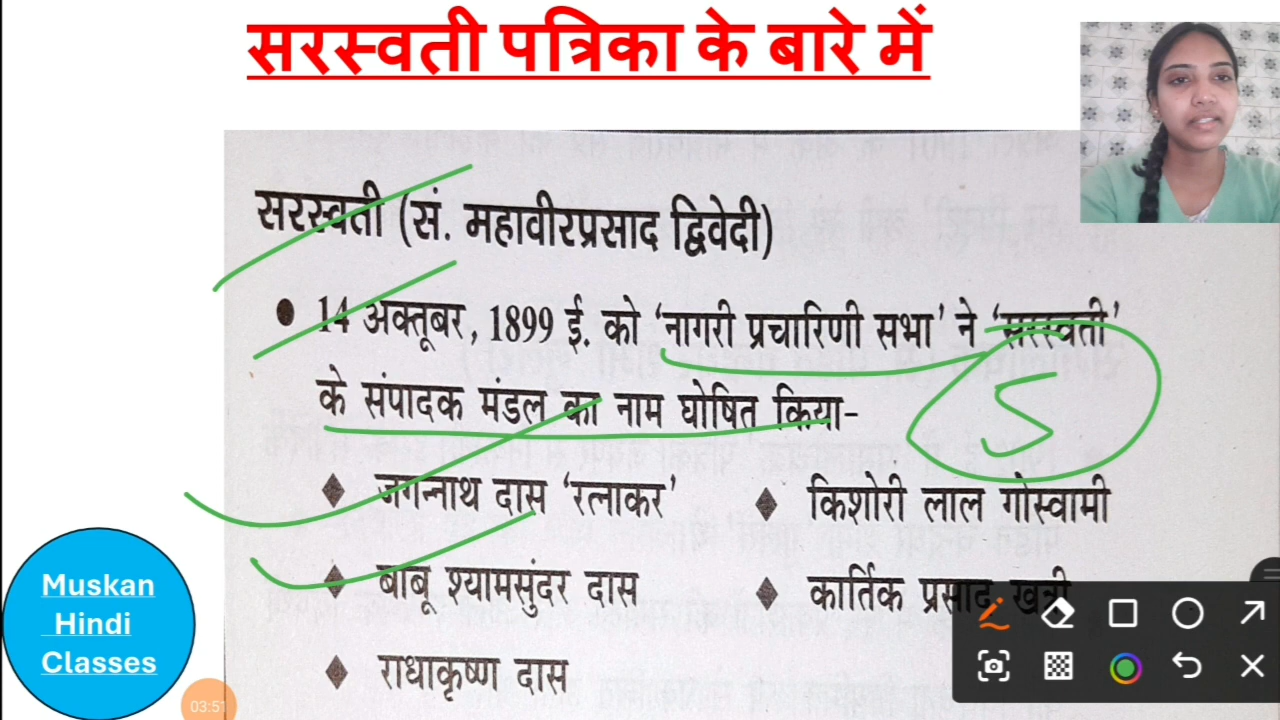 सरस्वती पत्रिका के बारे में
सरस्वती (सं. महावीरप्रसाद द्विवेदी)
● 14 अक्तूबर, 1899 ई. को ‘नागरी प्रचारिणी सभा’ ने ‘सरस्वती’
के संपादक मंडल का नाम घोषित किया-
5
♦ जगन्नाथ दास ‘रत्नाकर’ ♦ किशोरी लाल गोस्वामी
♦ बाबू श्यामसुंदर दास ♦ कार्तिक प्रसाद खत्री
♦ राधाकृष्ण दास
Muskan
Hindi
Classes
03:51